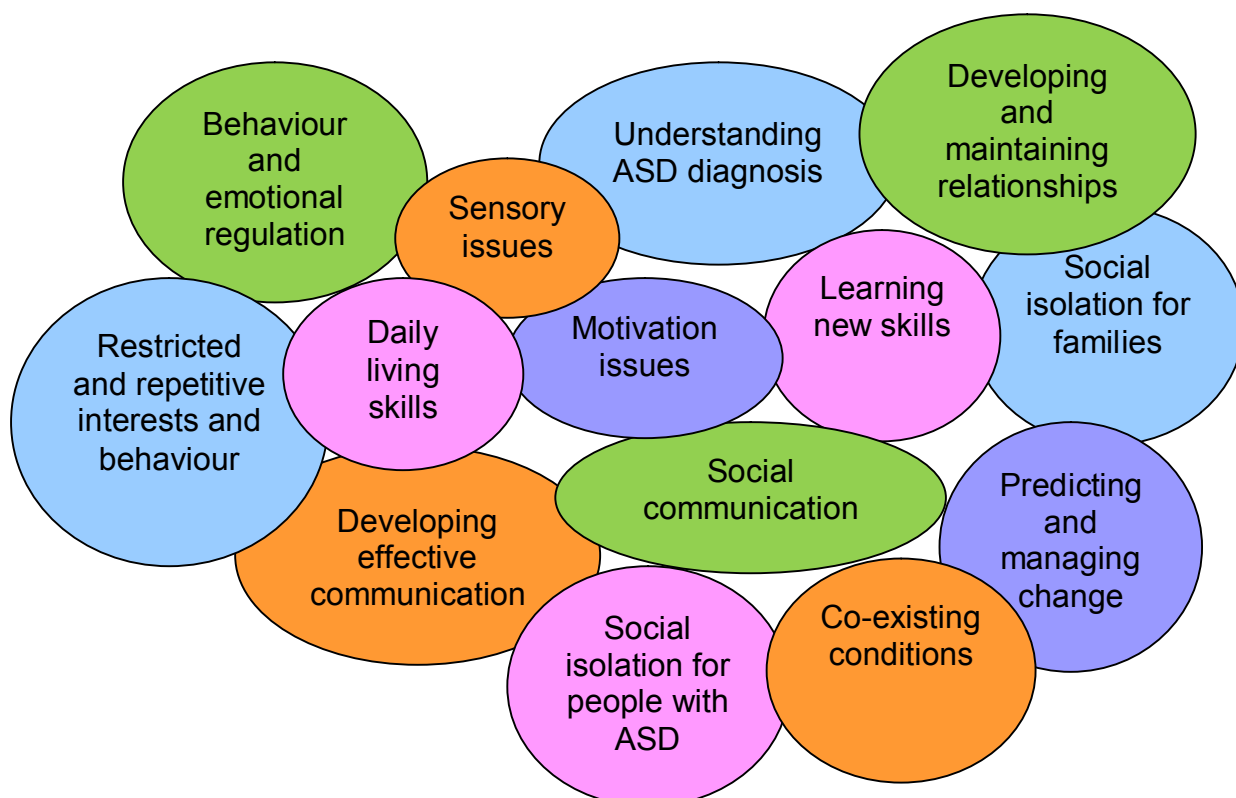 Behaviour
and
emotional
regulation
Sensory
issues
Understanding
ASD diagnosis
Developing
and
maintaining
relationships
Restricted
and repetitive
interests and
behaviour
Daily
living
skills
Motivation
issues
Learning
new skills
Social
isolation for
families
Developing
effective
communication
Social
communication
Predicting
and
managing
change
Social
isolation for
people with
ASD
Co-existing
conditions